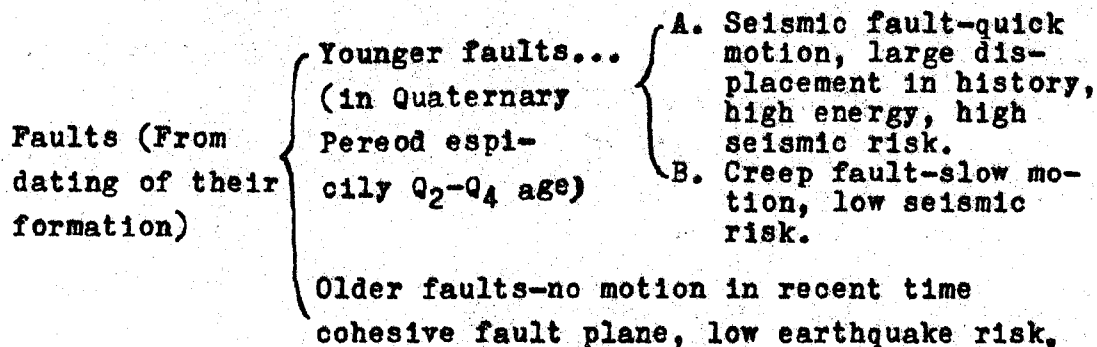 Faults (From
dating of their
formation)
Younger faults...
(in Quaternary
Pereod espi-
cily Q₂-Q₄ age)
A. Seismic fault-quick
motion, large dis-
placement in history,
high energy, high
seismic risk.
B. Creep fault-slow mo-
tion, low seismic
risk.
Older faults-no motion in recent time
cohesive fault plane, low earthquake risk.